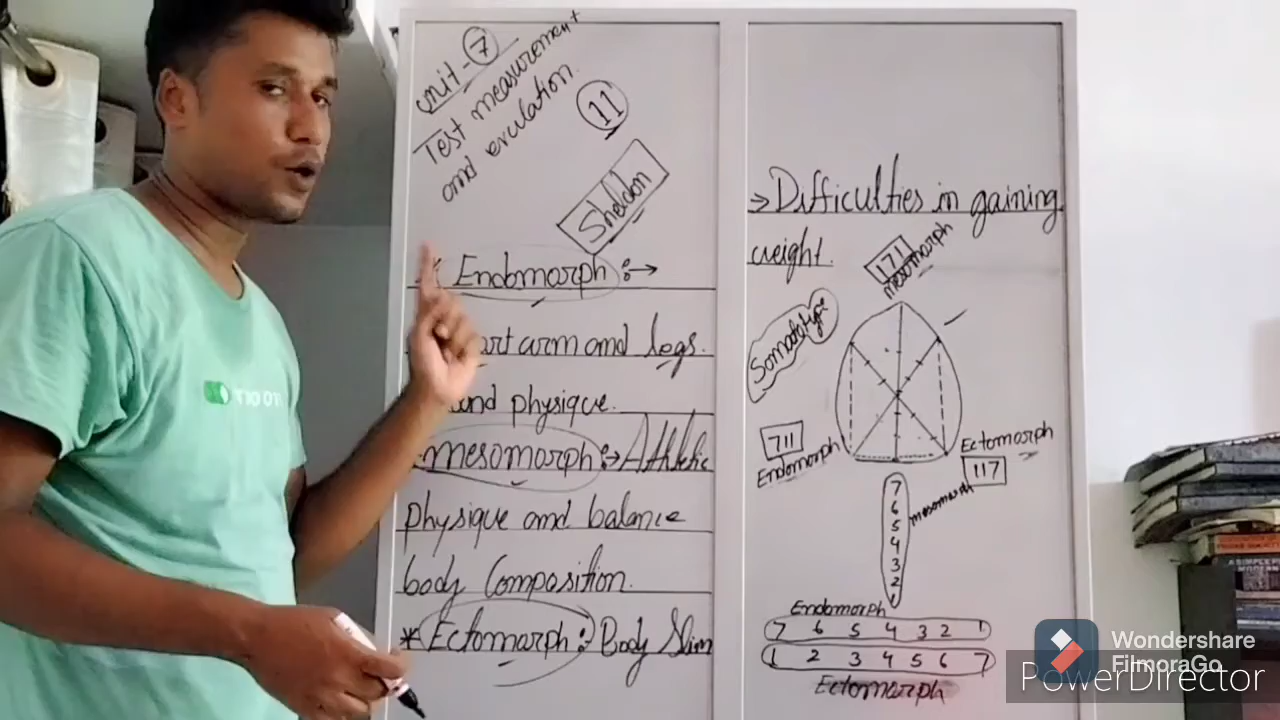 unit-7
Test measurement
and evculation
11
Sheldon
Endomorph :→
arm and legs.
physique.
mesomorph :→ Athletic
physique and balance
body Composition.
* Ectomorph :- Body Slim
→ Difficulties in gaining
weight.
171
mesomorph
Somatotype
711
Endomorph
Ectomorph
117
7
6
5
4
3
2
1
mesomorph
Endomorph
7 6 5 4 3 2 1
1 2 3 4 5 6 7
Ectomorph
Wondershare
FilmoraGo
PowerDirector